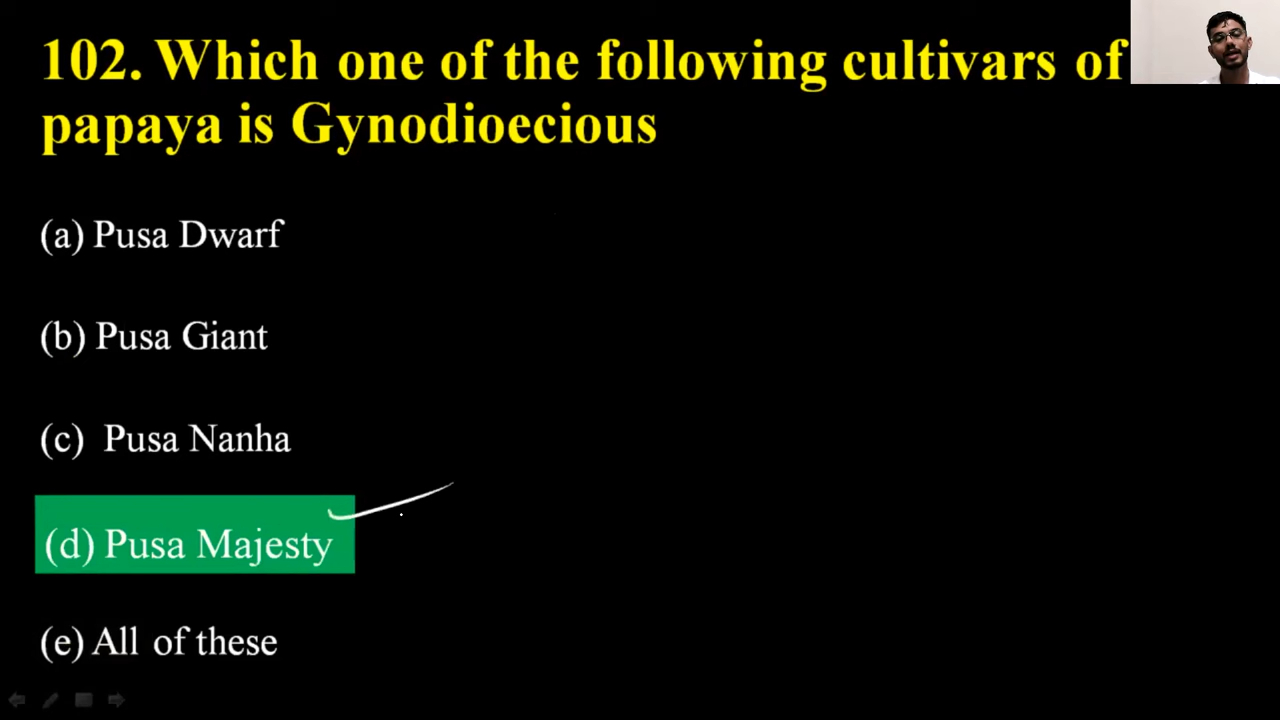 102. Which one of the following cultivars of
papaya is Gynodioecious
(a) Pusa Dwarf
(b) Pusa Giant
(c) Pusa Nanha
(d) Pusa Majesty
(e) All of these